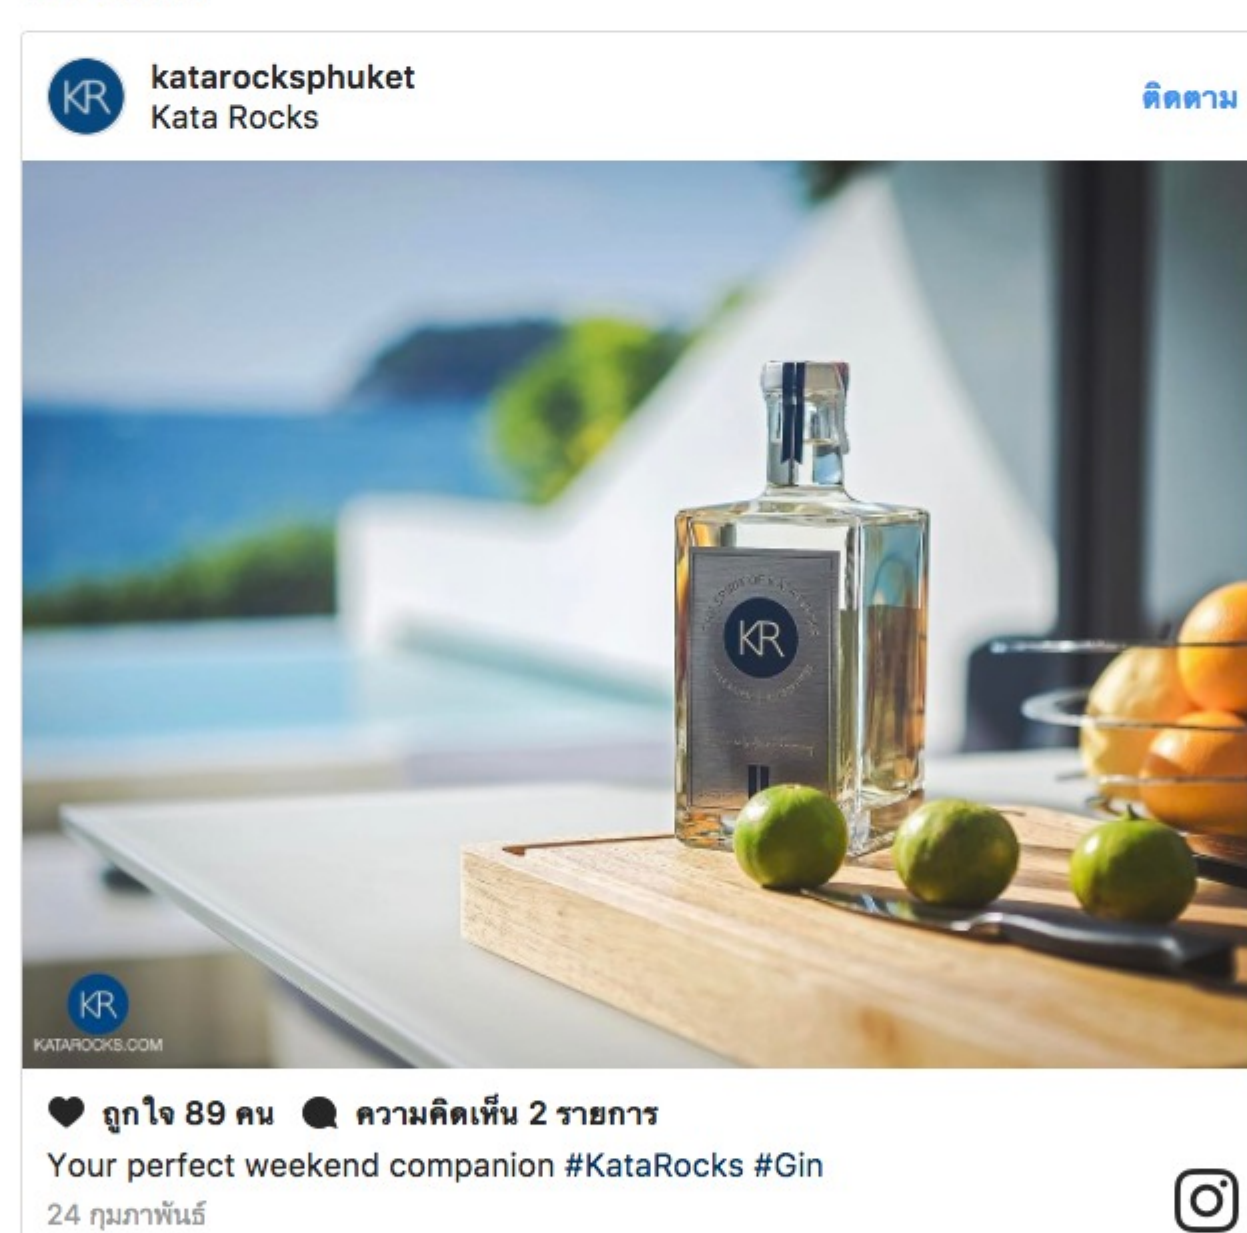 KR
katarocksphuket
Kata Rocks
ติดตาม
KR
KR
KATAROCKS.COM
ถูกใจ 89 คน
ความคิดเห็น 2 รายการ
Your perfect weekend companion #KataRocks #Gin
24 กุมภาพันธ์